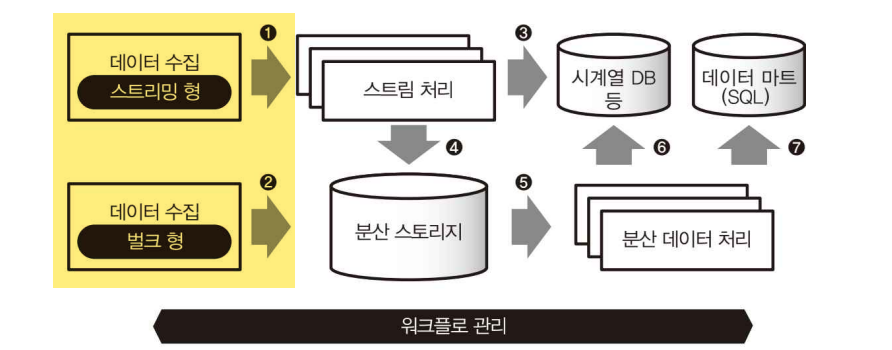 데이터 수집
스트리밍 형
❶
스트림 처리
❸
시계열 DB
등
데이터 마트
(SQL)
❹
❻
❼
데이터 수집
벌크 형
❷
분산 스토리지
❺
분산 데이터 처리
워크플로 관리